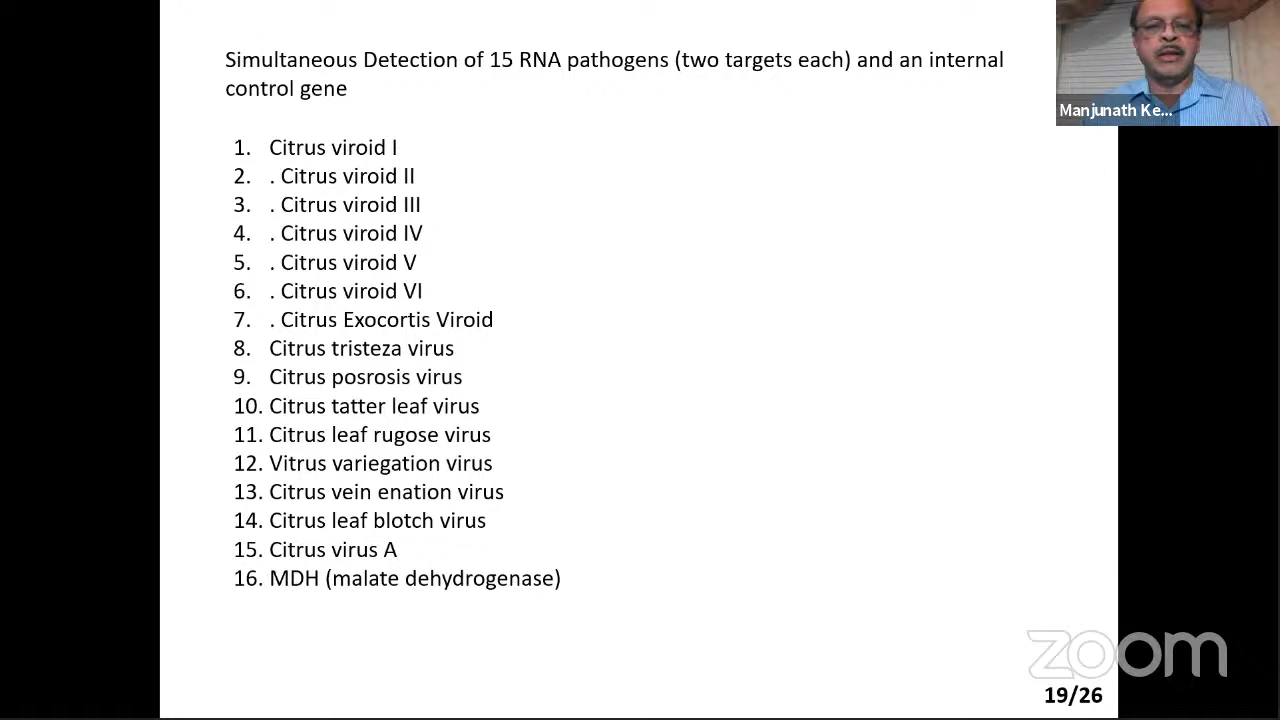 Simultaneous Detection of 15 RNA pathogens (two targets each) and an internal
control gene
1. Citrus viroid I
2. . Citrus viroid II
3. . Citrus viroid III
4. . Citrus viroid IV
5. . Citrus viroid V
6. . Citrus viroid VI
7. . Citrus Exocortis Viroid
8. Citrus tristeza virus
9. Citrus posrosis virus
10. Citrus tatter leaf virus
11. Citrus leaf rugose virus
12. Vitrus variegation virus
13. Citrus vein enation virus
14. Citrus leaf blotch virus
15. Citrus virus A
16. MDH (malate dehydrogenase)
Manjunath Ke...
zoom
19/26